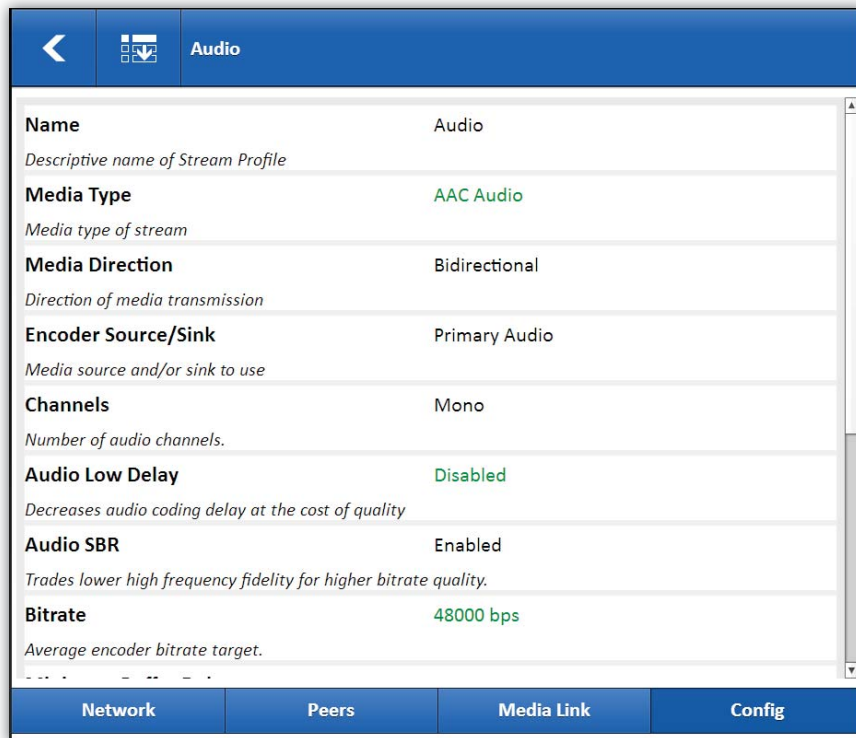 Audio
Name Audio
Descriptive name of Stream Profile
Media Type AAC Audio
Media type of stream
Media Direction Bidirectional
Direction of media transmission
Encoder Source/Sink Primary Audio
Media source and/or sink to use
Channels Mono
Number of audio channels.
Audio Low Delay Disabled
Decreases audio coding delay at the cost of quality
Audio SBR Enabled
Trades lower high frequency fidelity for higher bitrate quality.
Bitrate 48000 bps
Average encoder bitrate target.
Network Peers Media Link Config